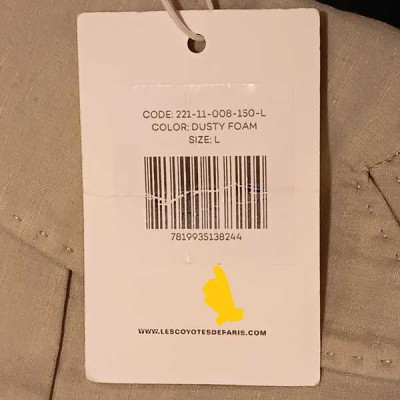 CODE: 221-11-008-150-L
COLOR: DUSTY FOAM
SIZE: L
7819935138244
WWW.LESCOYOTESDEPARIS.COM